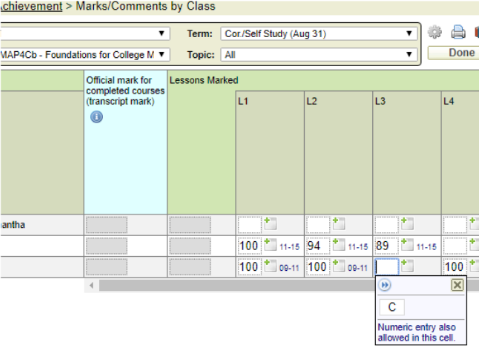 chievement > Marks/Comments by Class
Term: Cor./Self Study (Aug 31)
MAP4Cb - Foundations for College M Topic: All Done
Official mark for completed courses (transcript mark) Lessons Marked
L1 L2 L3 L4
antha
100 11-15 94 11-15 89 11-15
100 09-11 100 09-11 100
C
Numeric entry also
allowed in this cell.